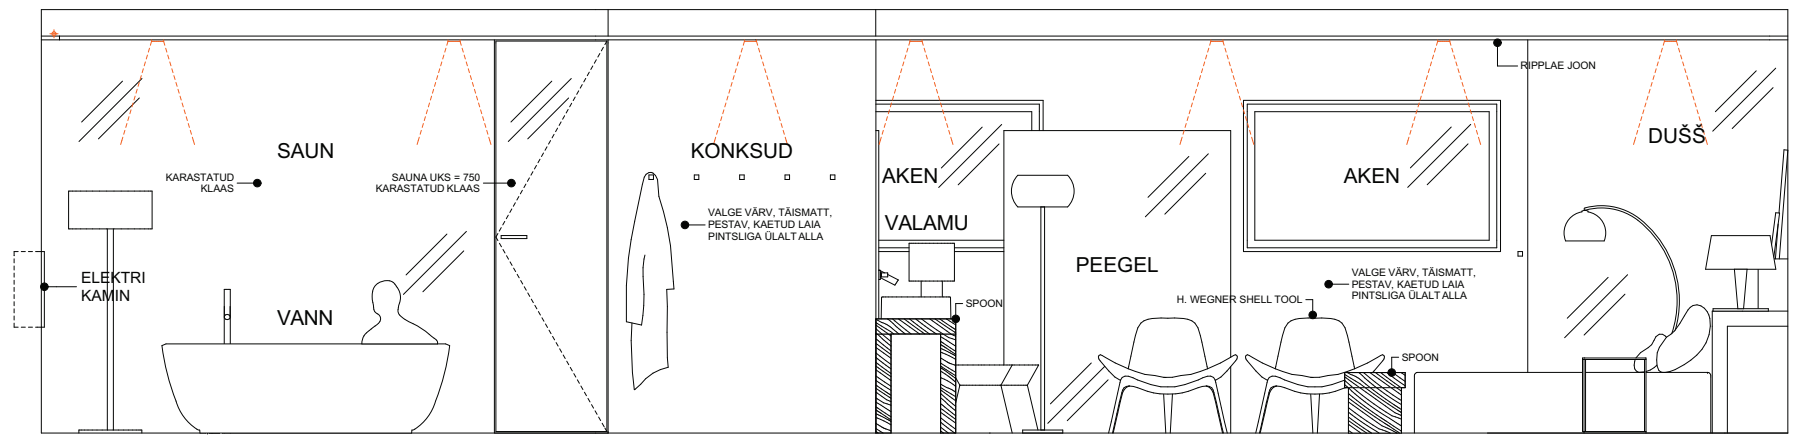 RIPPLAE JOON
SAUN
KARASTATUD
KLAAS
SAUNA UKS = 750
KARASTATUD KLAAS
KONKSUD
VALGE VÄRV, TÄISMATT,
PESTAV, KAETUD LAIA
PINTSLIGA ÜLALT ALLA
AKEN
VALAMU
AKEN
DUŠŠ
ELEKTRI
KAMIN
VANN
SPOON
PEEGEL
H. WEGNER SHELL TOOL
VALGE VÄRV, TÄISMATT,
PESTAV, KAETUD LAIA
PINTSLIGA ÜLALT ALLA
SPOON